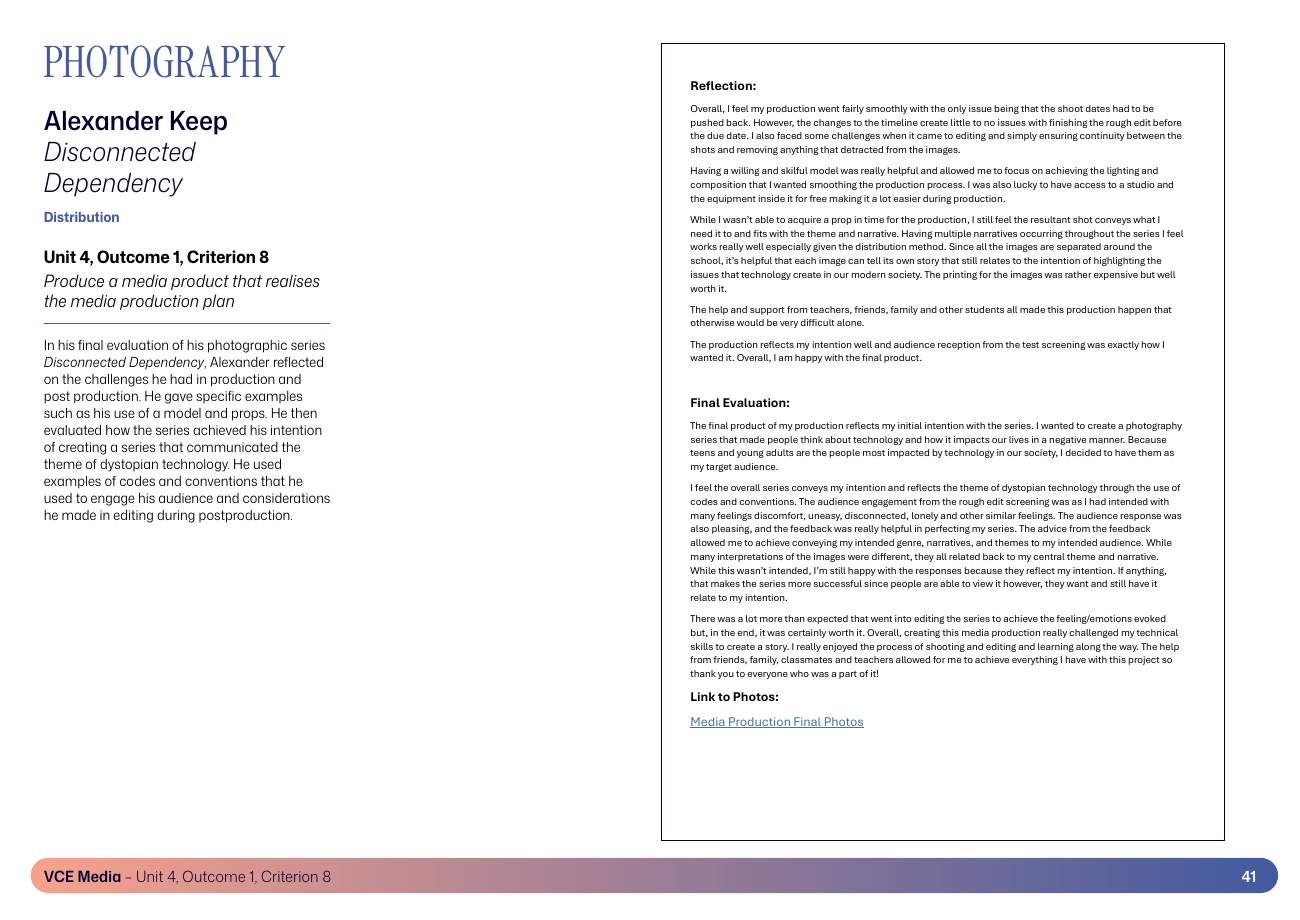 PHOTOGRAPHY
Alexander Keep
Disconnected
Dependency
Distribution
Unit 4, Outcome 1, Criterion 8
Produce a media product that realises
the media production plan
In his final evaluation of his photographic series
Disconnected Dependency, Alexander reflected
on the challenges he had in production and
post production. He gave specific examples
such as his use of a model and props. He then
evaluated how the series achieved his intention
of creating a series that communicated the
theme of dystopian technology. He used
examples of codes and conventions that he
used to engage his audience and considerations
he made in editing during postproduction.
Reflection:
Overall, I feel my production went fairly smoothly with the only issue being that the shoot dates had to be
pushed back. However, the changes to the timeline create little to no issues with finishing the rough edit before
the due date. I also faced some challenges when it came to editing and simply ensuring continuity between the
shots and removing anything that detracted from the images.
Having a willing and skilful model was really helpful and allowed me to focus on achieving the lighting and
composition that I wanted smoothing the production process. I was also lucky to have access to a studio and
the equipment inside it for free making it a lot easier during production.
While I wasn't able to acquire a prop in time for the production, I still feel the resultant shot conveys what I
need it to and fits with the theme and narrative. Having multiple narratives occurring throughout the series I feel
works really well especially given the distribution method. Since all the images are separated around the
school, it's helpful that each image can tell its own story that still relates to the intention of highlighting the
issues that technology create in our modern society. The printing for the images was rather expensive but well
worth it.
The help and support from teachers, friends, family and other students all made this production happen that
otherwise would be very difficult alone.
The production reflects my intention well and audience reception from the test screening was exactly how I
wanted it. Overall, I am happy with the final product.
Final Evaluation:
The final product of my production reflects my initial intention with the series. I wanted to create a photography
series that made people think about technology and how it impacts our lives in a negative manner. Because
teens and young adults are the people most impacted by technology in our society, I decided to have them as
my target audience.
I feel the overall series conveys my intention and reflects the theme of dystopian technology through the use of
codes and conventions. The audience engagement from the rough edit screening was as I had intended with
many feelings discomfort, uneasy, disconnected, lonely and other similar feelings. The audience response was
also pleasing, and the feedback was really helpful in perfecting my series. The advice from the feedback
allowed me to achieve conveying my intended genre, narratives, and themes to my intended audience. While
many interpretations of the images were different, they all related back to my central theme and narrative.
While this wasn't intended, I'm still happy with the responses because they reflect my intention. If anything,
that makes the series more successful since people are able to view it however, they want and still have it
relate to my intention.
There was a lot more than expected that went into editing the series to achieve the feeling/emotions evoked
but, in the end, it was certainly worth it. Overall, creating this media production really challenged my technical
skills to create a story. I really enjoyed the process of shooting and editing and learning along the way. The help
from friends, family, classmates and teachers allowed for me to achieve everything I have with this project so
thank you to everyone who was a part of it!
Link to Photos:
Media Production Final Photos
VCE Media – Unit 4, Outcome 1, Criterion 8
41